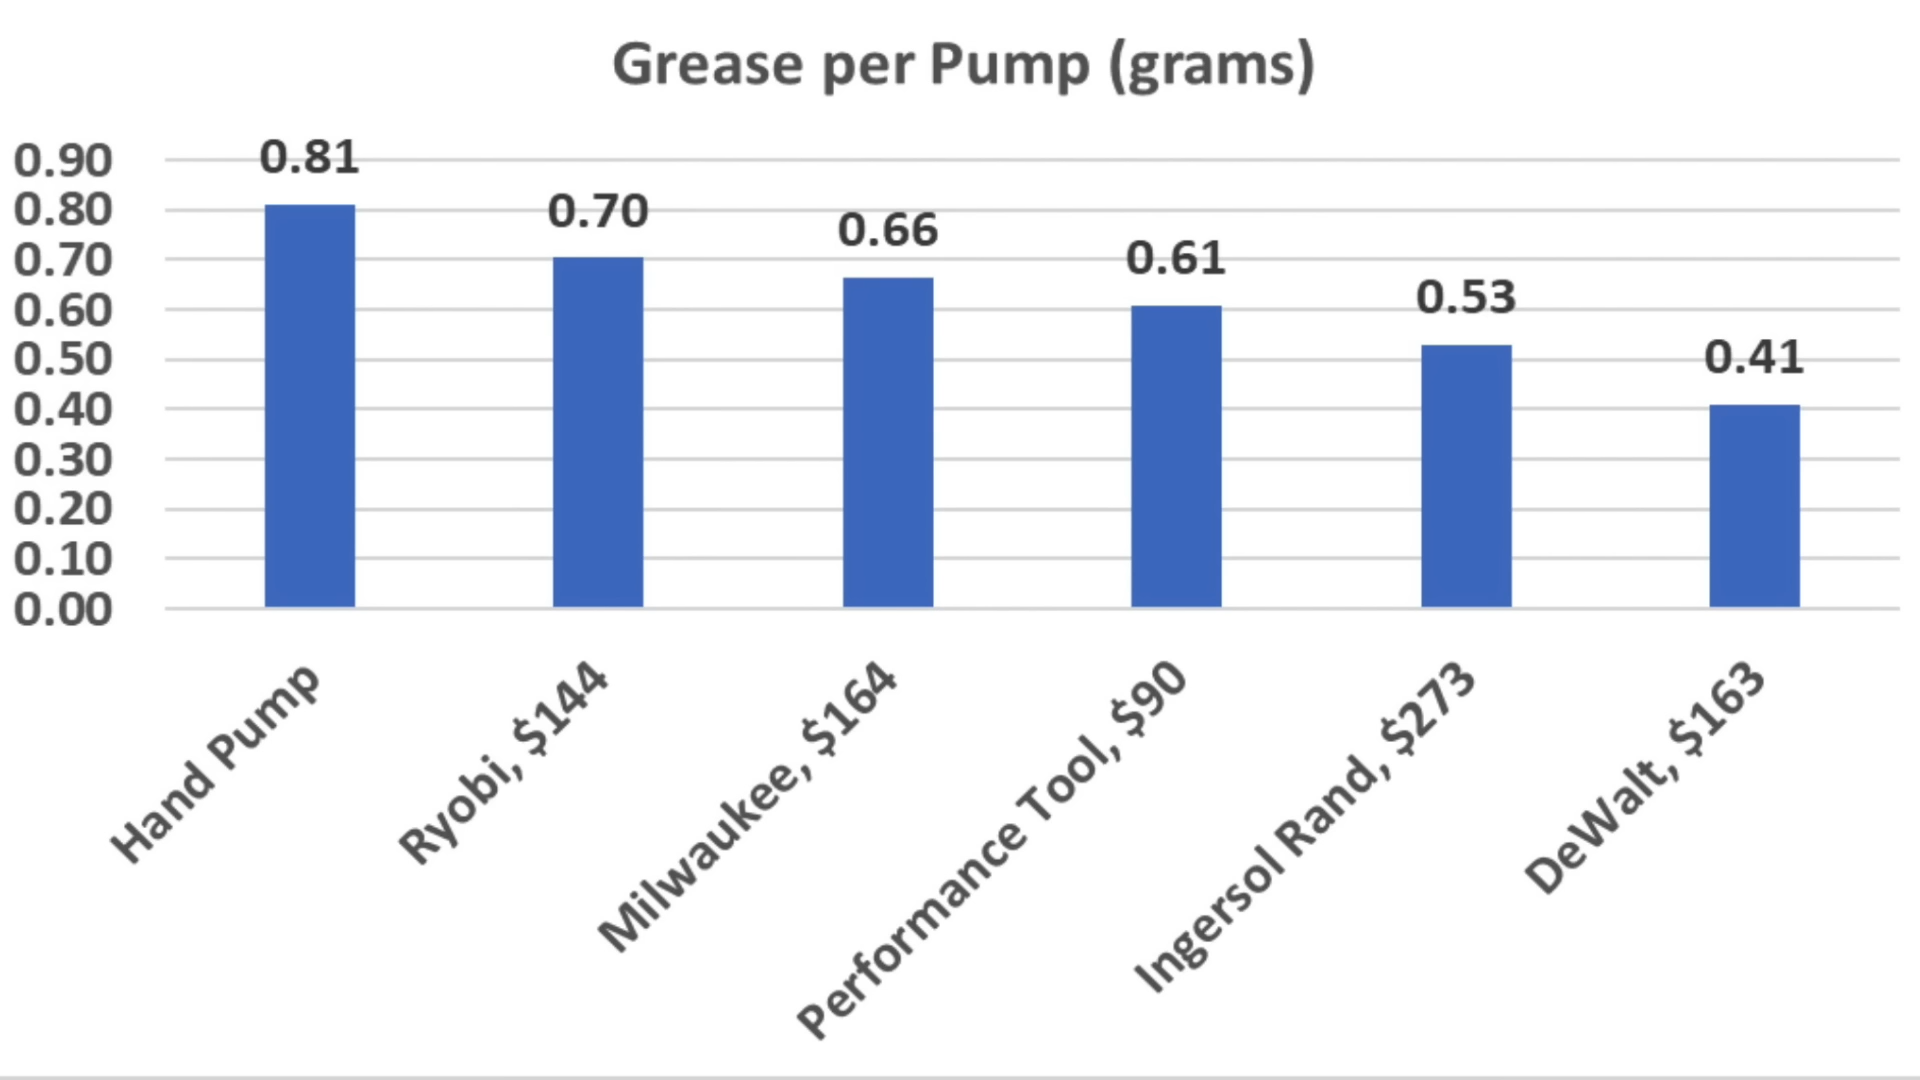 Grease per Pump (grams)
0.90
0.80
0.70
0.60
0.50
0.40
0.30
0.20
0.10
0.00
0.81
0.70
0.66
0.61
0.53
0.41
Hand Pump
Ryobi, $144
Milwaukee, $164
Performance Tool, $90
Ingersol Rand, $273
DeWalt, $163